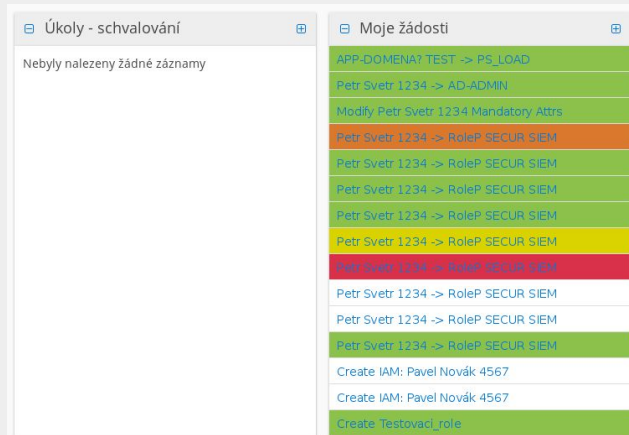 Úkoly - schvalování
Nebyly nalezeny žádné záznamy
Moje žádosti
APP-DOMENA? TEST -> PS_LOAD
Petr Svetr 1234 -> AD-ADMIN
Modify Petr Svetr 1234 Mandatory Attrs
Petr Svetr 1234 -> RoleP SECUR SIEM
Petr Svetr 1234 -> RoleP SECUR SIEM
Petr Svetr 1234 -> RoleP SECUR SIEM
Petr Svetr 1234 -> RoleP SECUR SIEM
Petr Svetr 1234 -> RoleP SECUR SIEM
Petr Svetr 1234 -> RoleP SECUR SIEM
Petr Svetr 1234 -> RoleP SECUR SIEM
Petr Svetr 1234 -> RoleP SECUR SIEM
Petr Svetr 1234 -> RoleP SECUR SIEM
Create IAM: Pavel Novák 4567
Create IAM: Pavel Novák 4567
Create Testovaci_role